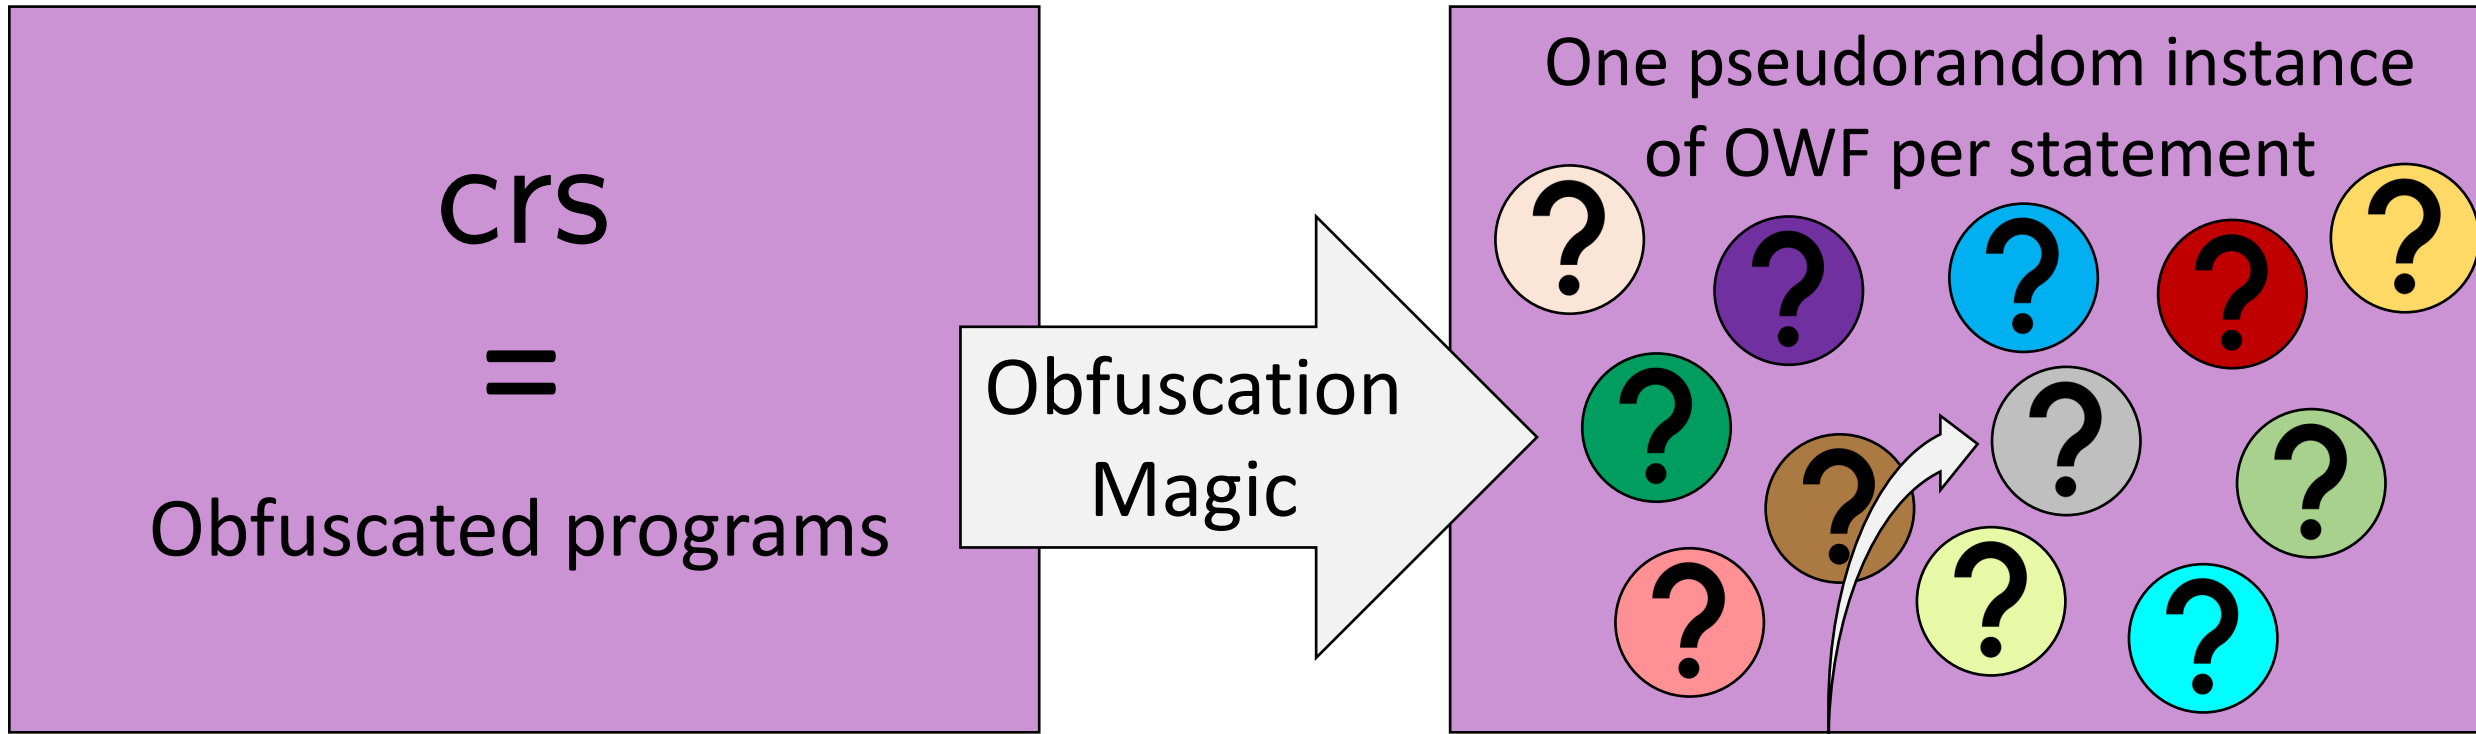 crs
=
Obfuscated programs
Obfuscation
Magic
One pseudorandom instance
of OWF per statement
?
?
?
?
?
?
?
?
?
?
?
?